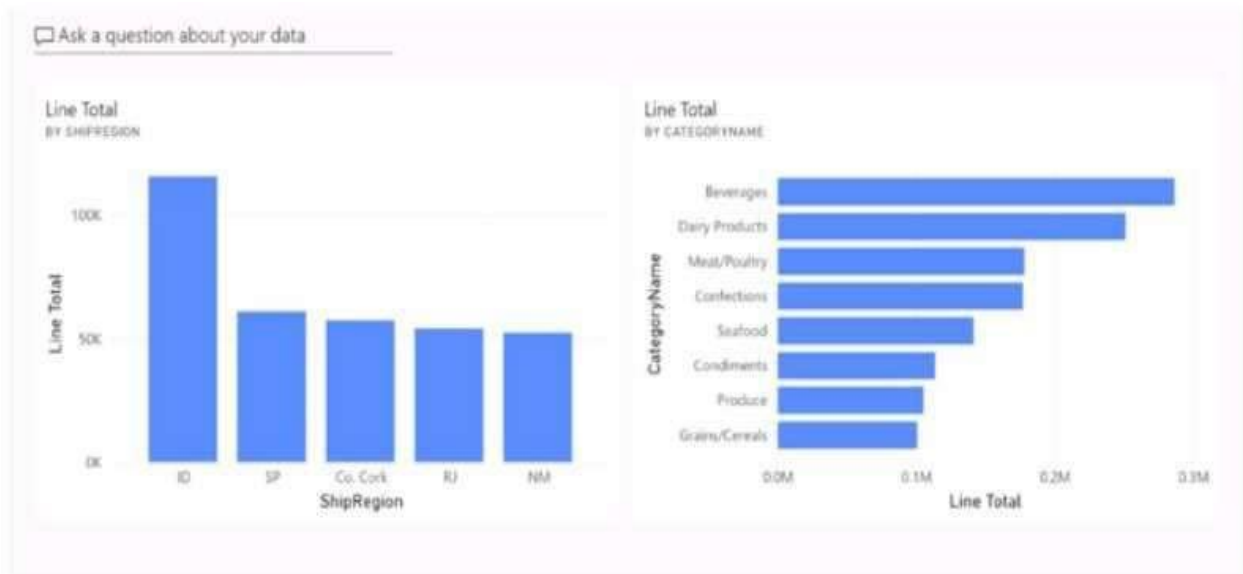 Ask a question about your data
Line Total
BY SHIPREGION
100K
50K
0K
Line Total
ID
SP
Co. Cork
RJ
NM
ShipRegion
Line Total
BY CATEGORYNAME
CategoryName
Beverages
Dairy Products
Meat/Poultry
Confections
Seafood
Condiments
Produce
Grains/Cereals
0.0M
0.1M
0.2M
0.3M
Line Total